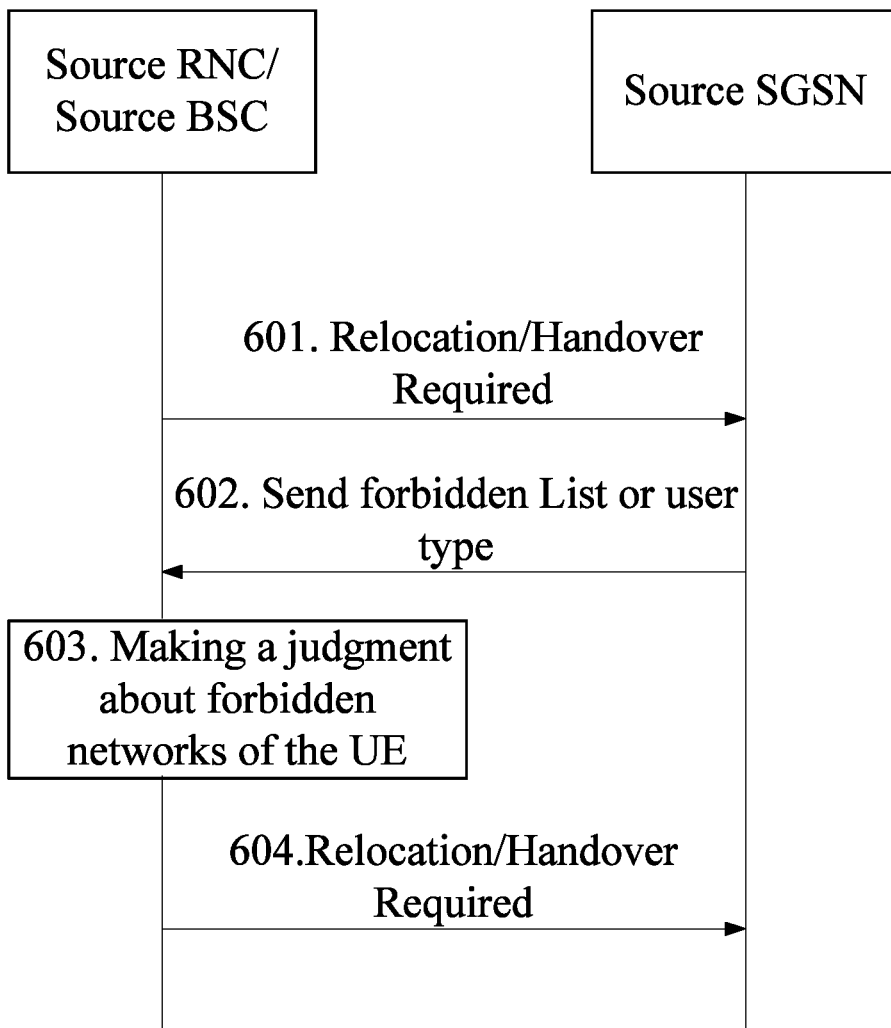 Source RNC/
Source BSC
Source SGSN
601. Relocation/Handover
Required
602. Send forbidden List or user
type
603. Making a judgment
about forbidden
networks of the UE
604.Relocation/Handover
Required